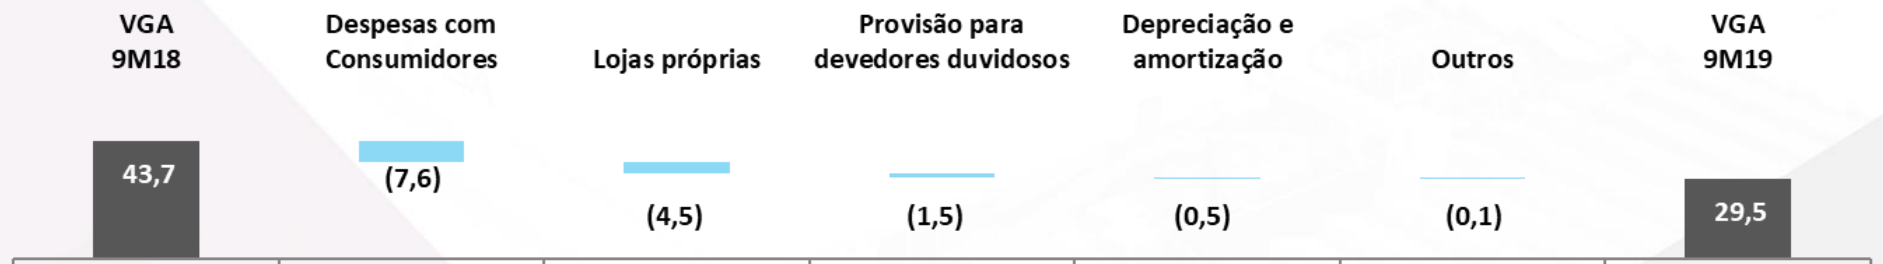 VGA
9M18
Despesas com
Consumidores
Lojas próprias
Provisão para
devedores duvidosos
Depreciação e
amortização
Outros
VGA
9M19
43,7
(7,6)
(4,5)
(1,5)
(0,5)
(0,1)
29,5